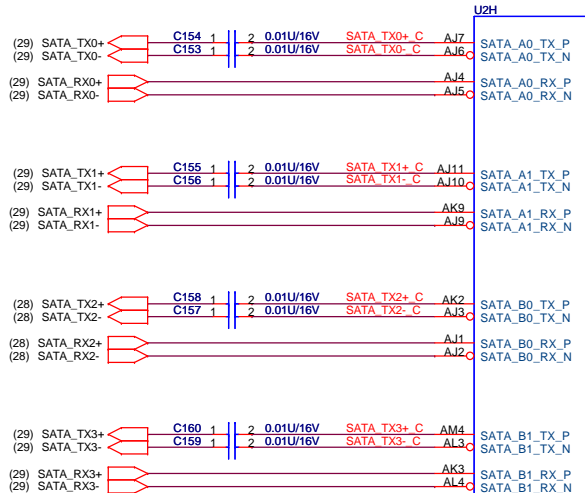 U2H
(29) SATA_TX0+ C154 1 2 0.01U/16V SATA_TX0+_C AJ7 SATA_A0_TX_P
(29) SATA_TX0- C153 1 2 0.01U/16V SATA_TX0-_C AJ6 SATA_A0_TX_N
(29) SATA_RX0+ AJ4 SATA_A0_RX_P
(29) SATA_RX0- AJ5 SATA_A0_RX_N
(29) SATA_TX1+ C155 1 2 0.01U/16V SATA_TX1+_C AJ11 SATA_A1_TX_P
(29) SATA_TX1- C156 1 2 0.01U/16V SATA_TX1-_C AJ10 SATA_A1_TX_N
(29) SATA_RX1+ AK9 SATA_A1_RX_P
(29) SATA_RX1- AJ9 SATA_A1_RX_N
(28) SATA_TX2+ C158 1 2 0.01U/16V SATA_TX2+_C AK2 SATA_B0_TX_P
(28) SATA_TX2- C157 1 2 0.01U/16V SATA_TX2-_C AJ3 SATA_B0_TX_N
(28) SATA_RX2+ AJ1 SATA_B0_RX_P
(28) SATA_RX2- AJ2 SATA_B0_RX_N
(29) SATA_TX3+ C160 1 2 0.01U/16V SATA_TX3+_C AM4 SATA_B1_TX_P
(29) SATA_TX3- C159 1 2 0.01U/16V SATA_TX3-_C AL3 SATA_B1_TX_N
(29) SATA_RX3+ AK3 SATA_B1_RX_P
(29) SATA_RX3- AL4 SATA_B1_RX_N